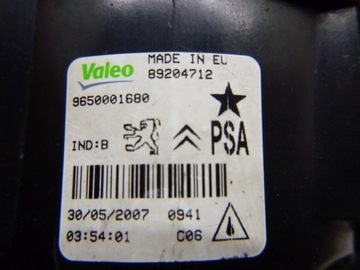 Valeo
MADE IN EU
89204712
9650001680
IND:B
PSA
30/05/2007 0941
03:54:01 C06